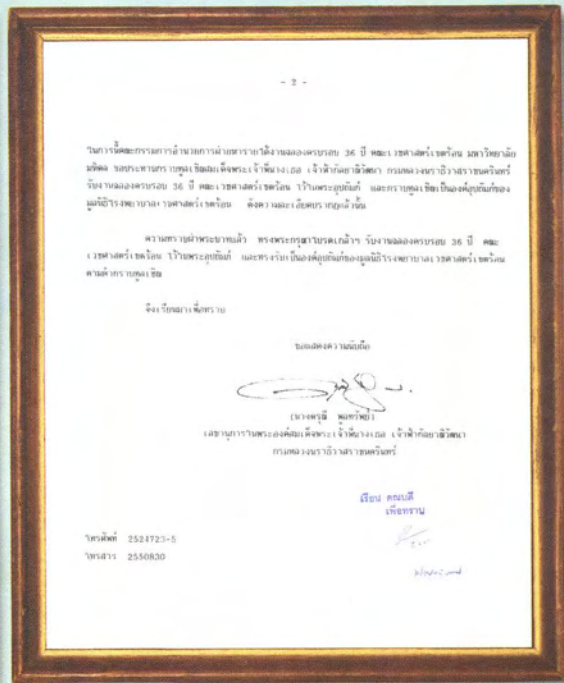 - 2 -
ในการนี้คณะกรรมการอำนวยการฝ่ายหารายได้งานฉลองครบรอบ 36 ปี คณะเวชศาสตร์เขตร้อน มหาวิทยาลัย
มหิดล ขอประทานกราบทูลเชิญสมเด็จพระเจ้าพี่นางเธอ เจ้าฟ้ากัลยาณิวัฒนา กรมหลวงนราธิวาสราชนครินทร์
รับงานฉลองครบรอบ 36 ปี คณะเวชศาสตร์เขตร้อน ไว้ในพระอุปถัมภ์ และกราบทูลเชิญเป็นองค์อุปถัมภ์ของ
มูลนิธิโรงพยาบาลเวชศาสตร์เขตร้อน ดังความละเอียดปรากฏแล้วนั้น
ความทราบฝ่าพระบาทแล้ว ทรงพระกรุณาโปรดเกล้าฯ รับงานฉลองครบรอบ 36 ปี คณะ
เวชศาสตร์เขตร้อน ไว้ในพระอุปถัมภ์ และทรงรับเป็นองค์อุปถัมภ์ของมูลนิธิโรงพยาบาลเวชศาสตร์เขตร้อน
ตามคำกราบทูลเชิญ
จึงเรียนมาเพื่อทราบ
ขอแสดงความนับถือ
(นางดรุณี พูลทรัพย์)
เลขานุการในพระองค์สมเด็จพระเจ้าพี่นางเธอ เจ้าฟ้ากัลยาณิวัฒนา
กรมหลวงนราธิวาสราชนครินทร์
เรียน คณบดี
เพื่อทราบ
โทรศัพท์ 2524723-5
โทรสาร 2550830